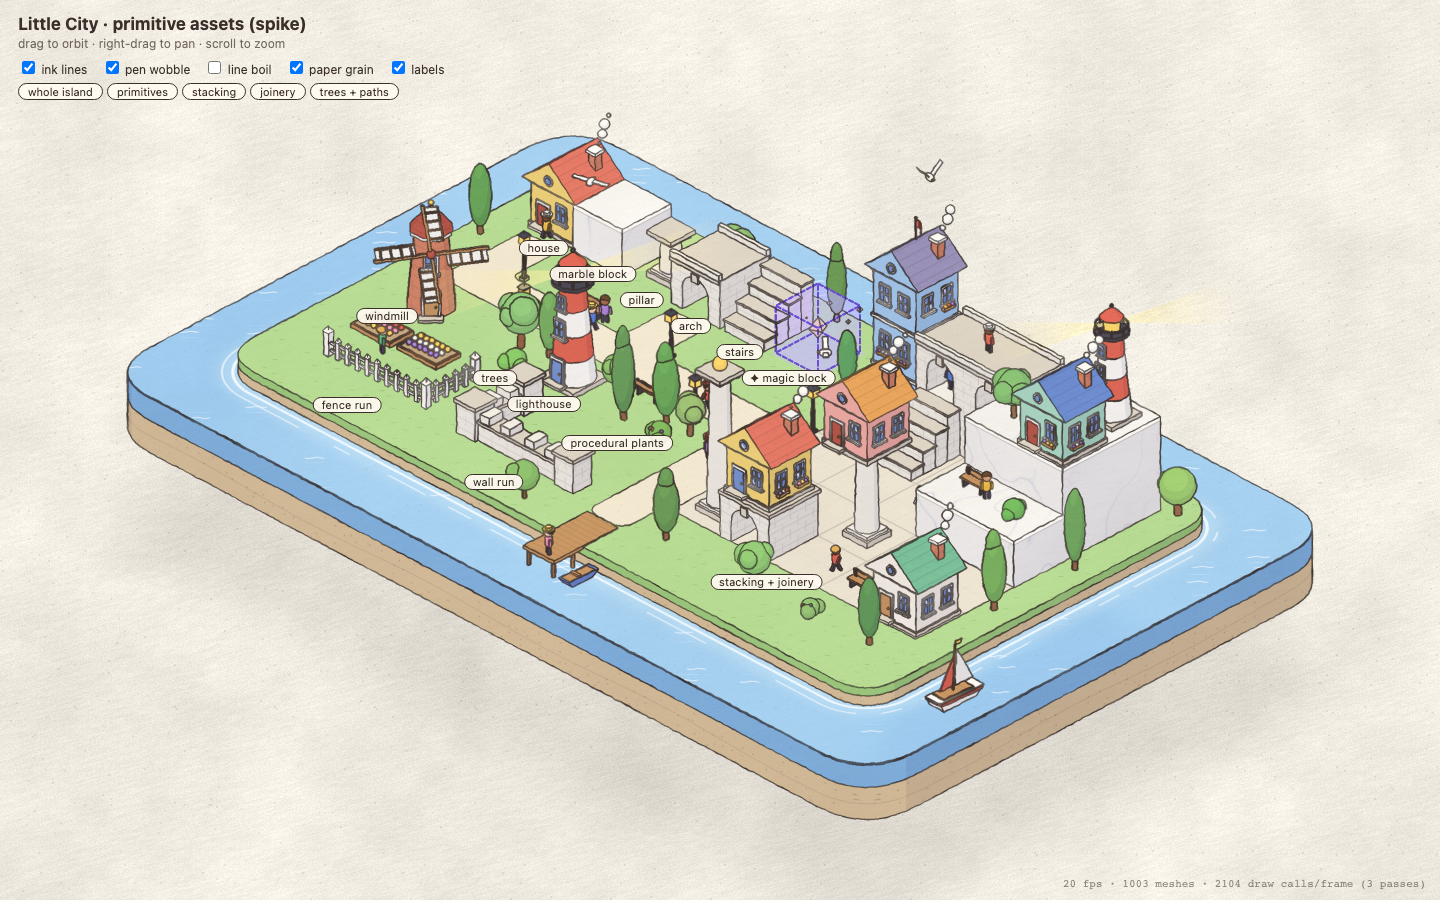 Little City · primitive assets (spike)
drag to orbit · right-drag to pan · scroll to zoom
ink lines pen wobble line boil paper grain labels
whole island primitives stacking joinery trees + paths
house
marble block
pillar
windmill
arch
stairs
trees
✦ magic block
fence run
lighthouse
procedural plants
wall run
stacking + joinery
20 fps · 1003 meshes · 2104 draw calls/frame (3 passes)